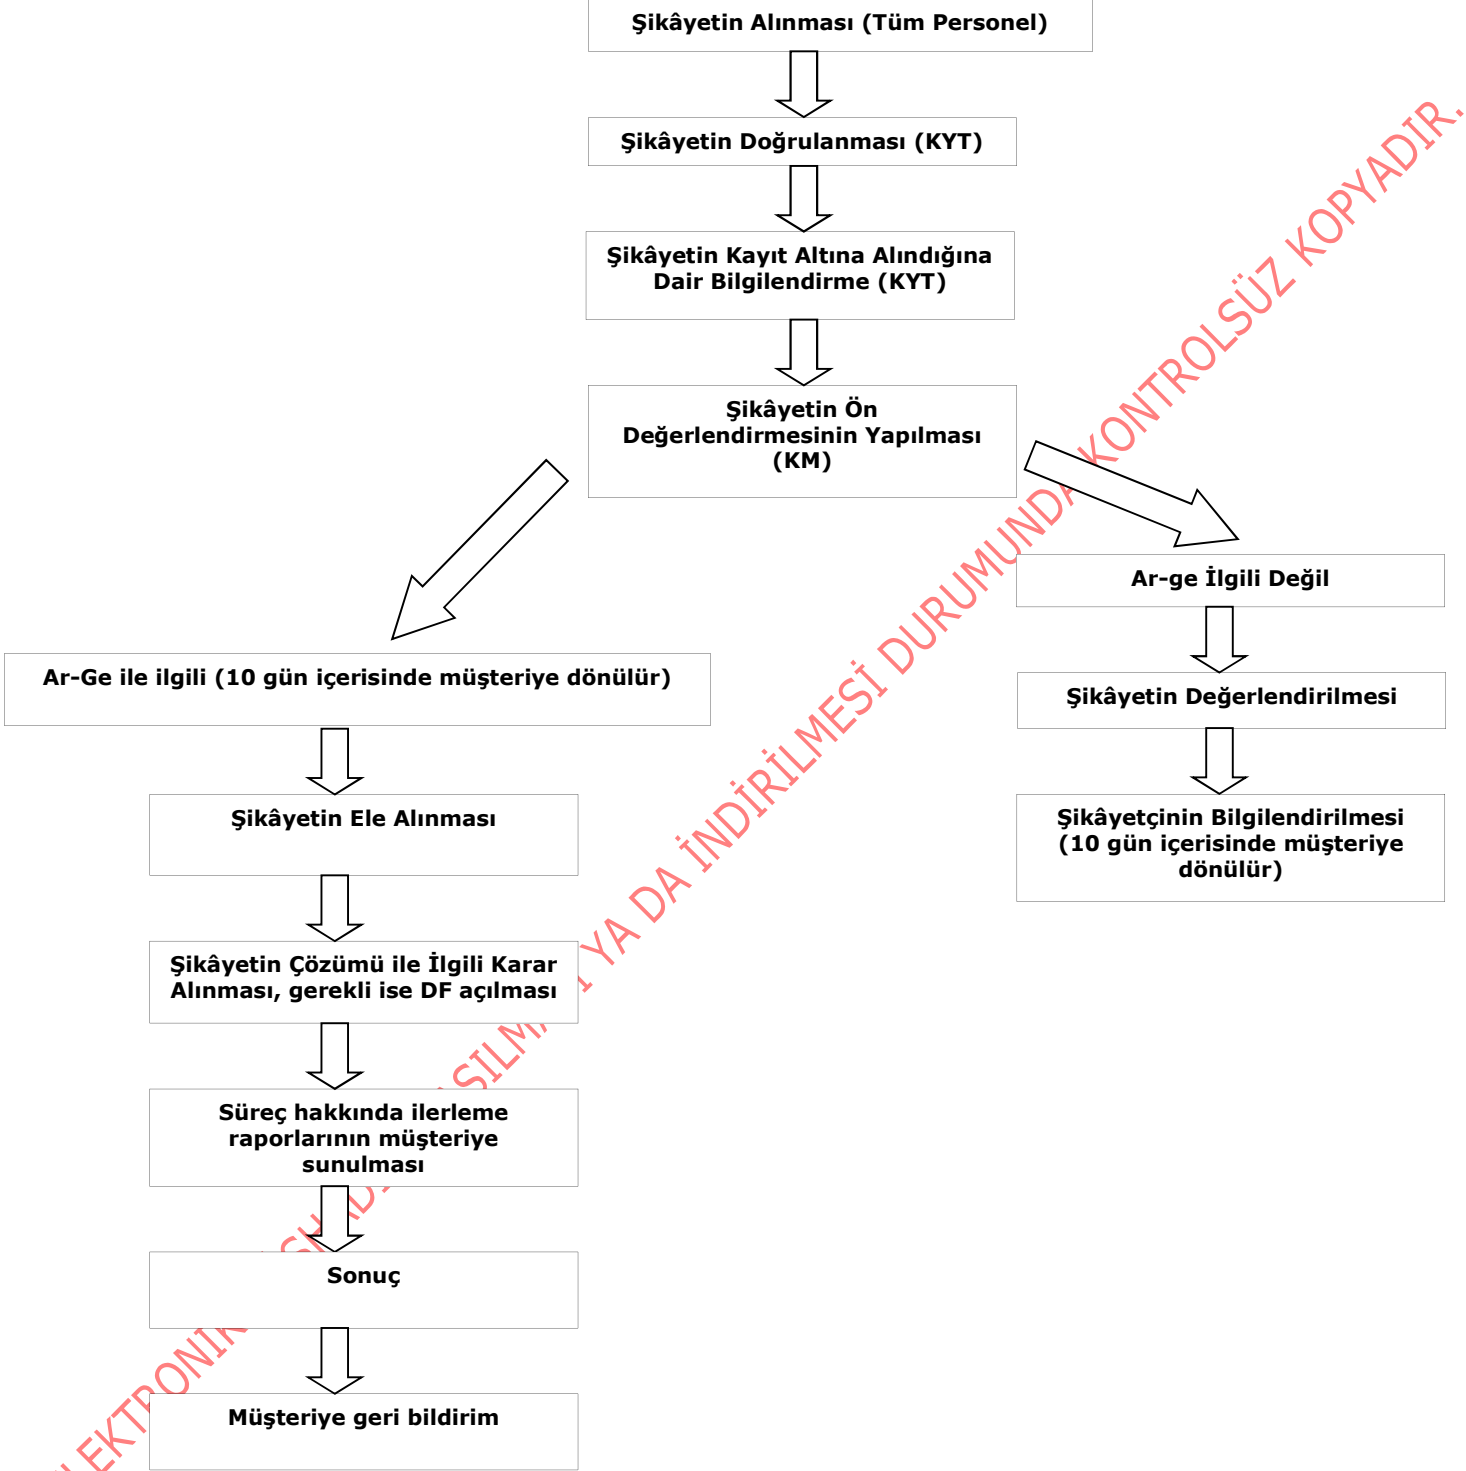 Şikâyetin Alınması (Tüm Personel)
Şikâyetin Doğrulanması (KYT)
Şikâyetin Kayıt Altına Alındığına
Dair Bilgilendirme (KYT)
Şikâyetin Ön
Değerlendirmesinin Yapılması
(KM)
Ar-ge İlgili Değil
Şikâyetin Değerlendirilmesi
Şikâyetçinin Bilgilendirilmesi
(10 gün içerisinde müşteriye
dönülür)
Ar-Ge ile ilgili (10 gün içerisinde müşteriye dönülür)
Şikâyetin Ele Alınması
Şikâyetin Çözümü ile İlgili Karar
Alınması, gerekli ise DF açılması
Süreç hakkında ilerleme
raporlarının müşteriye
sunulması
Sonuç
Müşteriye geri bildirim
YA DA İNDİRİLMESİ DURUMUNDA KONTROLSÜZ KOPYADIR.